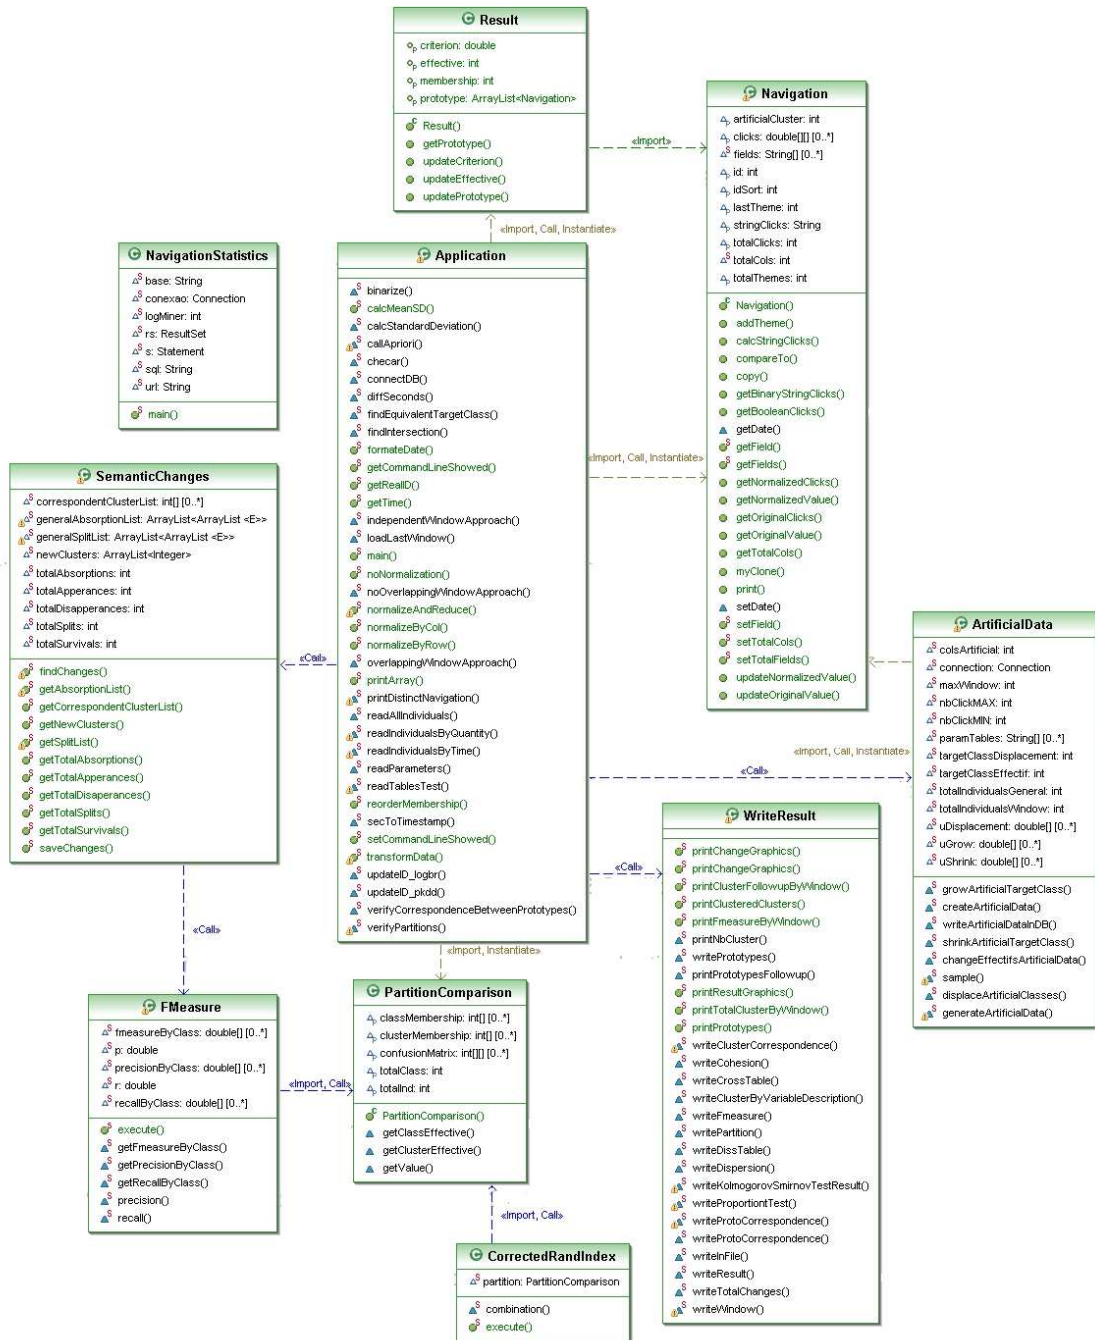 Result
criterion: double
effective: int
membership: int
prototype: ArrayList<Navigation>
Result()
getPrototype()
updateCriterion()
updateEffective()
updatePrototype()
«Import»
Navigation
artificialCluster: int
clicks: double[][] [0..*]
fields: String[] [0..*]
id: int
idSort: int
lastTheme: int
stringClicks: String
totalClicks: int
totalCols: int
totalThemes: int
Navigation()
addTheme()
calcStringClicks()
compareTo()
copy()
getBinaryStringClicks()
getBooleanClicks()
getDate()
getField()
getFields()
getNormalizedClicks()
getNormalizedValue()
getOriginalClicks()
getOriginalValue()
getTotalCols()
myClone()
print()
setDate()
setField()
setTotalCols()
setTotalFields()
updateNormalizedValue()
updateOriginalValue()
«Import, Call, Instantiate»
NavigationStatistics
base: String
conexao: Connection
logMiner: int
rs: ResultSet
s: Statement
sql: String
url: String
main()
Application
binarize()
calcMeanSD()
calcStandardDeviation()
callApriori()
checar()
connectDB()
diffSeconds()
findEquivalentTargetClass()
findIntersection()
formateDate()
getCommandLineShowed()
getRealID()
getTime()
independentWindowApproach()
loadLastWindow()
main()
noNormalization()
noOverlappingWindowApproach()
normalizeAndReduce()
normalizeByCol()
normalizeByRow()
overlappingWindowApproach()
printArray()
printDistinctNavigation()
readAllIndividuals()
readIndividualsByQuantity()
readIndividualsByTime()
readParameters()
readTablesTest()
reorderMembership()
secToTimestamp()
setCommandLineShowed()
transformData()
updateID_logbr()
updateID_pkdd()
verifyCorrespondenceBetweenPrototypes()
verifyPartitions()
«Import, Call, Instantiate»
SemanticChanges
correspondentClusterList: int[] [0..*]
generalAbsorptionList: ArrayList<ArrayList <E>>
generalSplitList: ArrayList<ArrayList <E>>
newClusters: ArrayList<Integer>
totalAbsorptions: int
totalApperances: int
totalDisapperances: int
totalSplits: int
totalSurvivals: int
findChanges()
getAbsorptionList()
getCorrespondentClusterList()
getNewClusters()
getSplitList()
getTotalAbsorptions()
getTotalApperances()
getTotalDisaperances()
getTotalSplits()
getTotalSurvivals()
saveChanges()
«Call»
ArtificialData
colsArtificial: int
connection: Connection
maxWindow: int
nbClickMAX: int
nbClickMIN: int
paramTables: String[] [0..*]
targetClassDisplacement: int
targetClassEffectif: int
totalIndividualsGeneral: int
totalIndividualsWindow: int
uDisplacement: double[] [0..*]
uGrow: double[] [0..*]
uShrink: double[] [0..*]
growArtificialTargetClass()
createArtificialData()
writeArtificialDataInDB()
shrinkArtificialTargetClass()
changeEffectifsArtificialData()
sample()
displaceArtificialClasses()
generateArtificialData()
«Import, Call, Instantiate»
«Call»
WriteResult
printChangeGraphics()
printChangeGraphics()
printClusterFollowupByWindow()
printClusteredClusters()
printFmeasureByWindow()
printNbCluster()
writePrototypes()
printPrototypesFollowup()
printResultGraphics()
printTotalClusterByWindow()
printPrototypes()
writeClusterCorrespondence()
writeCohesion()
writeCrossTable()
writeClusterByVariableDescription()
writeFmeasure()
writePartition()
writeDissTable()
writeDispersion()
writeKolmogorovSmirnovTestResult()
writeProportiontTest()
writeProtoCorrespondence()
writeProtoCorrespondence()
writeInFile()
writeResult()
writeTotalChanges()
writeWindow()
«Call»
«Call»
«Import, Instantiate»
FMeasure
fmeasureByClass: double[] [0..*]
p: double
precisionByClass: double[] [0..*]
r: double
recallByClass: double[] [0..*]
execute()
getFmeasureByClass()
getPrecisionByClass()
getRecallByClass()
precision()
recall()
«Import, Call»
PartitionComparison
classMembership: int[] [0..*]
clusterMembership: int[] [0..*]
confusionMatrix: int[][] [0..*]
totalClass: int
totalInd: int
PartitionComparison()
getClassEffective()
getClusterEffective()
getValue()
«Import, Call»
CorrectedRandIndex
partition: PartitionComparison
combination()
execute()